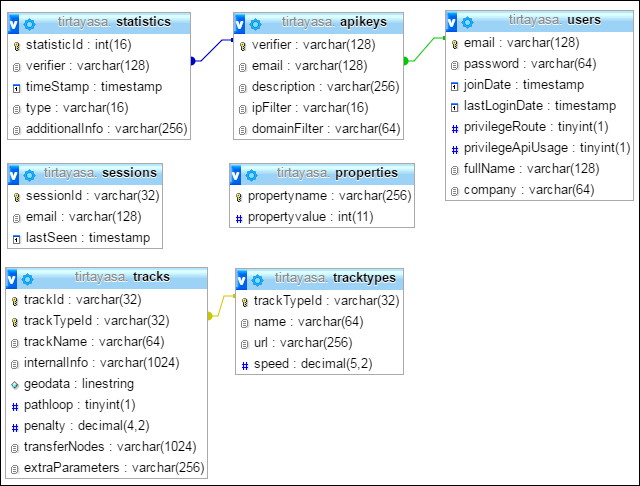 v tirtayasa. statistics
statisticId : int(16)
verifier : varchar(128)
timeStamp : timestamp
type : varchar(16)
additionalInfo : varchar(256)
v tirtayasa. apikeys
verifier : varchar(128)
email : varchar(128)
description : varchar(256)
ipFilter : varchar(16)
domainFilter : varchar(64)
v tirtayasa. users
email : varchar(128)
password : varchar(64)
joinDate : timestamp
lastLoginDate : timestamp
# privilegeRoute : tinyint(1)
# privilegeApiUsage : tinyint(1)
fullName : varchar(128)
company : varchar(64)
v tirtayasa. sessions
sessionId : varchar(32)
email : varchar(128)
lastSeen : timestamp
v tirtayasa. properties
propertyname : varchar(256)
# propertyvalue : int(11)
v tirtayasa. tracks
trackId : varchar(32)
trackTypeId : varchar(32)
trackName : varchar(64)
internalInfo : varchar(1024)
geodata : linestring
# pathloop : tinyint(1)
# penalty : decimal(4,2)
transferNodes : varchar(1024)
extraParameters : varchar(256)
v tirtayasa. tracktypes
trackTypeId : varchar(32)
name : varchar(64)
url : varchar(256)
# speed : decimal(5,2)